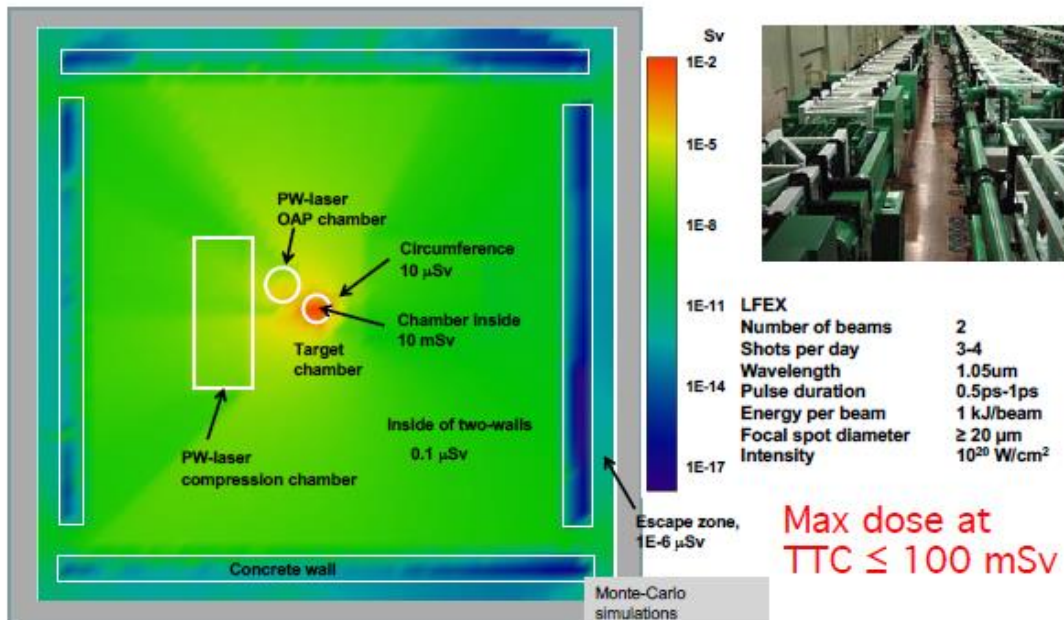 Sv
1E-2
1E-5
1E-8
1E-11
1E-14
1E-17
PW-laser
OAP chamber
Circumference
10 μSv
Chamber inside
10 mSv
Target
chamber
Inside of two-walls
0.1 μSv
PW-laser
compression chamber
Escape zone,
1E-6 μSv
Concrete wall
Monte-Carlo
simulations
LFEX
Number of beams 2
Shots per day 3-4
Wavelength 1.05um
Pulse duration 0.5ps-1ps
Energy per beam 1 kJ/beam
Focal spot diameter ≥ 20 μm
Intensity 10²⁰ W/cm²
Max dose at
TTC ≤ 100 mSv